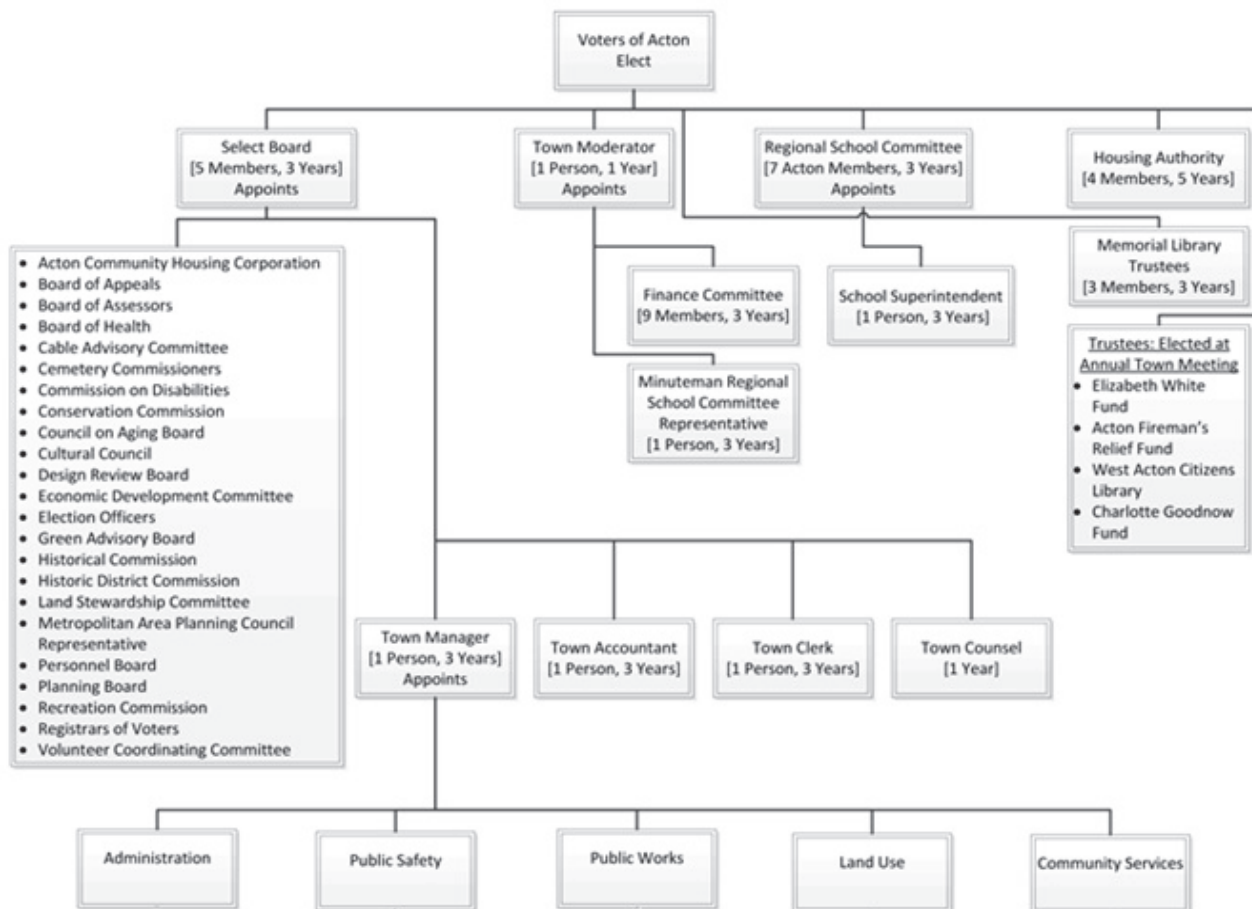 Voters of Acton
Elect
Select Board
[5 Members, 3 Years]
Appoints
Town Moderator
[1 Person, 1 Year]
Appoints
Regional School Committee
[7 Acton Members, 3 Years]
Appoints
Housing Authority
[4 Members, 5 Years]
• Acton Community Housing Corporation
• Board of Appeals
• Board of Assessors
• Board of Health
• Cable Advisory Committee
• Cemetery Commissioners
• Commission on Disabilities
• Conservation Commission
• Council on Aging Board
• Cultural Council
• Design Review Board
• Economic Development Committee
• Election Officers
• Green Advisory Board
• Historical Commission
• Historic District Commission
• Land Stewardship Committee
• Metropolitan Area Planning Council
Representative
• Personnel Board
• Planning Board
• Recreation Commission
• Registrars of Voters
• Volunteer Coordinating Committee
Finance Committee
[9 Members, 3 Years]
Minuteman Regional
School Committee
Representative
[1 Person, 3 Years]
School Superintendent
[1 Person, 3 Years]
Memorial Library
Trustees
[3 Members, 3 Years]
Trustees: Elected at
Annual Town Meeting
• Elizabeth White
Fund
• Acton Fireman's
Relief Fund
• West Acton Citizens
Library
• Charlotte Goodnow
Fund
Town Manager
[1 Person, 3 Years]
Appoints
Town Accountant
[1 Person, 3 Years]
Town Clerk
[1 Person, 3 Years]
Town Counsel
[1 Year]
Administration
Public Safety
Public Works
Land Use
Community Services